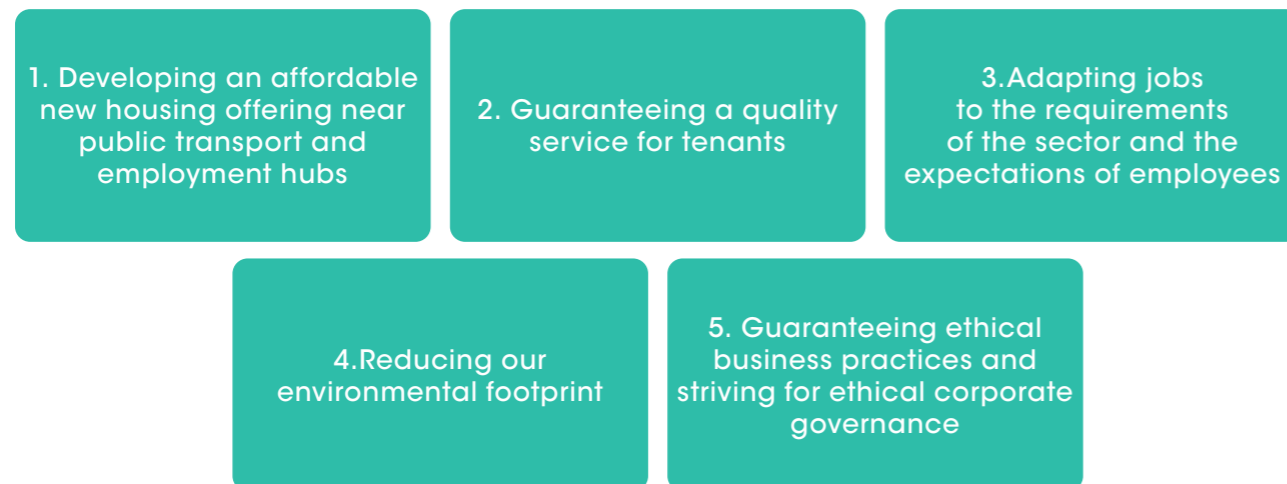 1. Developing an affordable
new housing offering near
public transport and
employment hubs
2. Guaranteeing a quality
service for tenants
3.Adapting jobs
to the requirements
of the sector and the
expectations of employees
4.Reducing our
environmental footprint
5. Guaranteeing ethical
business practices and
striving for ethical corporate
governance